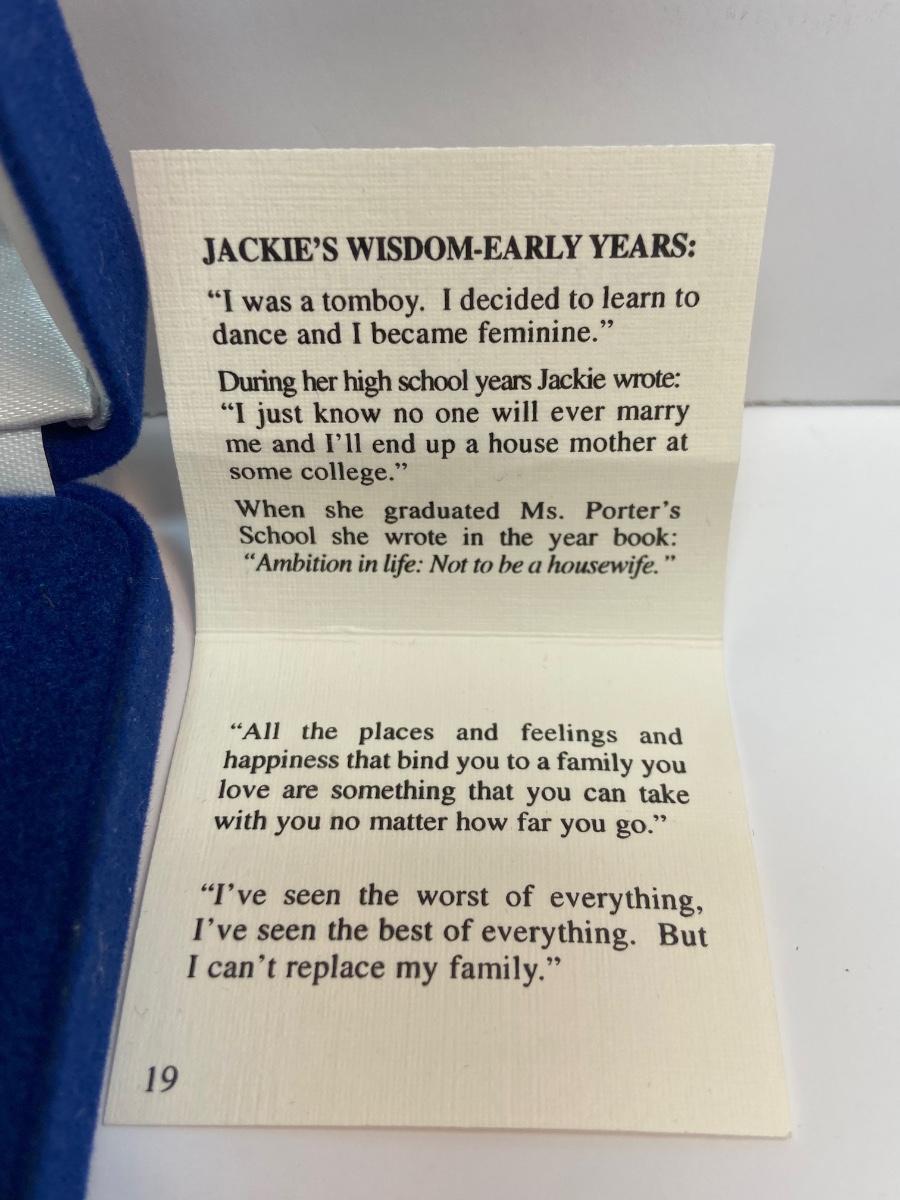 JACKIE'S WISDOM-EARLY YEARS:
“I was a tomboy. I decided to learn to
dance and I became feminine.”
During her high school years Jackie wrote:
“I just know no one will ever marry
me and I'll end up a house mother at
some college.”
When she graduated Ms. Porter's
School she wrote in the year book:
“Ambition in life: Not to be a housewife.”
“All the places and feelings and
happiness that bind you to a family you
love are something that you can take
with you no matter how far you go.”
“I've seen the worst of everything,
I've seen the best of everything. But
I can't replace my family.”
19